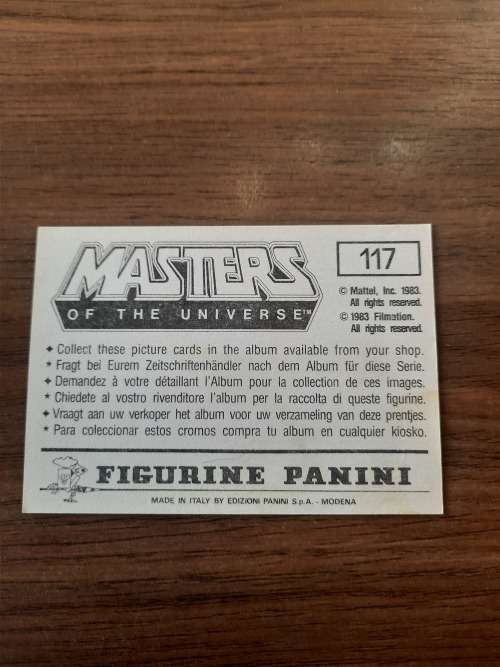 MASTERS
OF THE UNIVERSE™
117
© Mattel, Inc. 1983.
All rights reserved.
© 1983 Filmation.
All rights reserved.
✦ Collect these picture cards in the album available from your shop.
★ Fragt bei Eurem Zeitschriftenhändler nach dem Album für diese Serie.
✦ Demandez à votre détaillant l'Album pour la collection de ces images.
★ Chiedete al vostro rivenditore l'album per la raccolta di queste figurine.
✦ Vraagt aan uw verkoper het album voor uw verzameling van deze prentjes.
★ Para coleccionar estos cromos compra tu album en cualquier kiosko.
FIGURINE PANINI
MADE IN ITALY BY EDIZIONI PANINI S.p.A. - MODENA